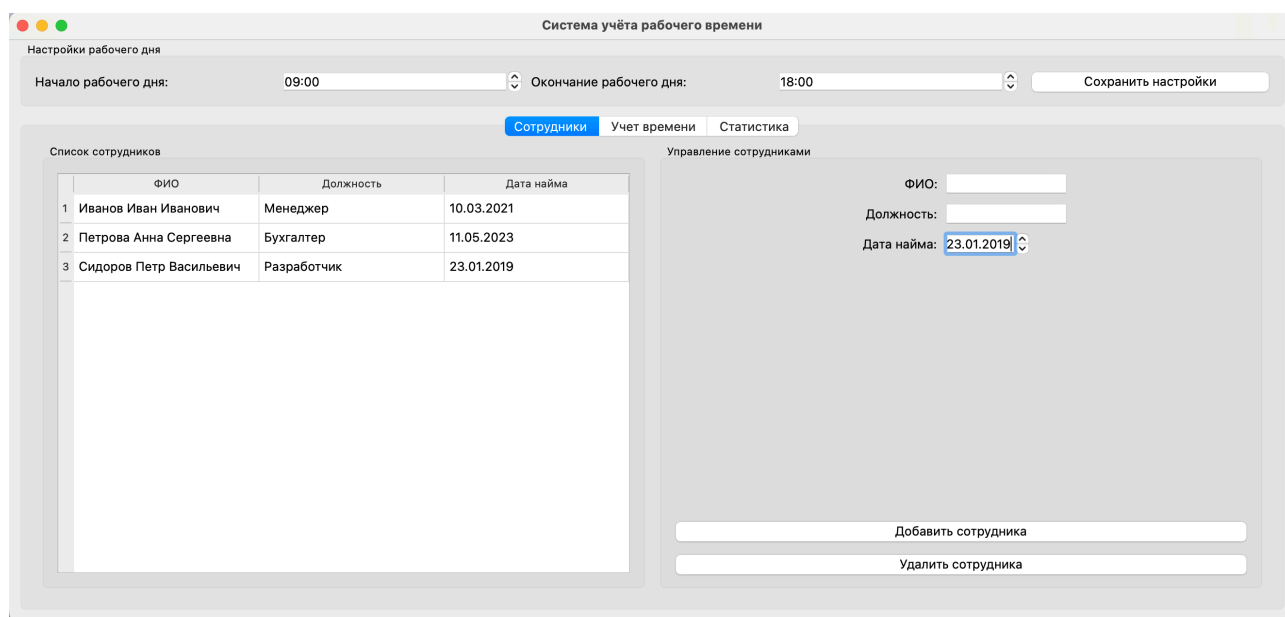 Система учёта рабочего времени
Настройки рабочего дня
Начало рабочего дня: 09:00 Окончание рабочего дня: 18:00 Сохранить настройки
Сотрудники Учет времени Статистика
Список сотрудников
ФИО Должность Дата найма
1 Иванов Иван Иванович Менеджер 10.03.2021
2 Петрова Анна Сергеевна Бухгалтер 11.05.2023
3 Сидоров Петр Васильевич Разработчик 23.01.2019
Управление сотрудниками
ФИО:
Должность:
Дата найма: 23.01.2019
Добавить сотрудника
Удалить сотрудника